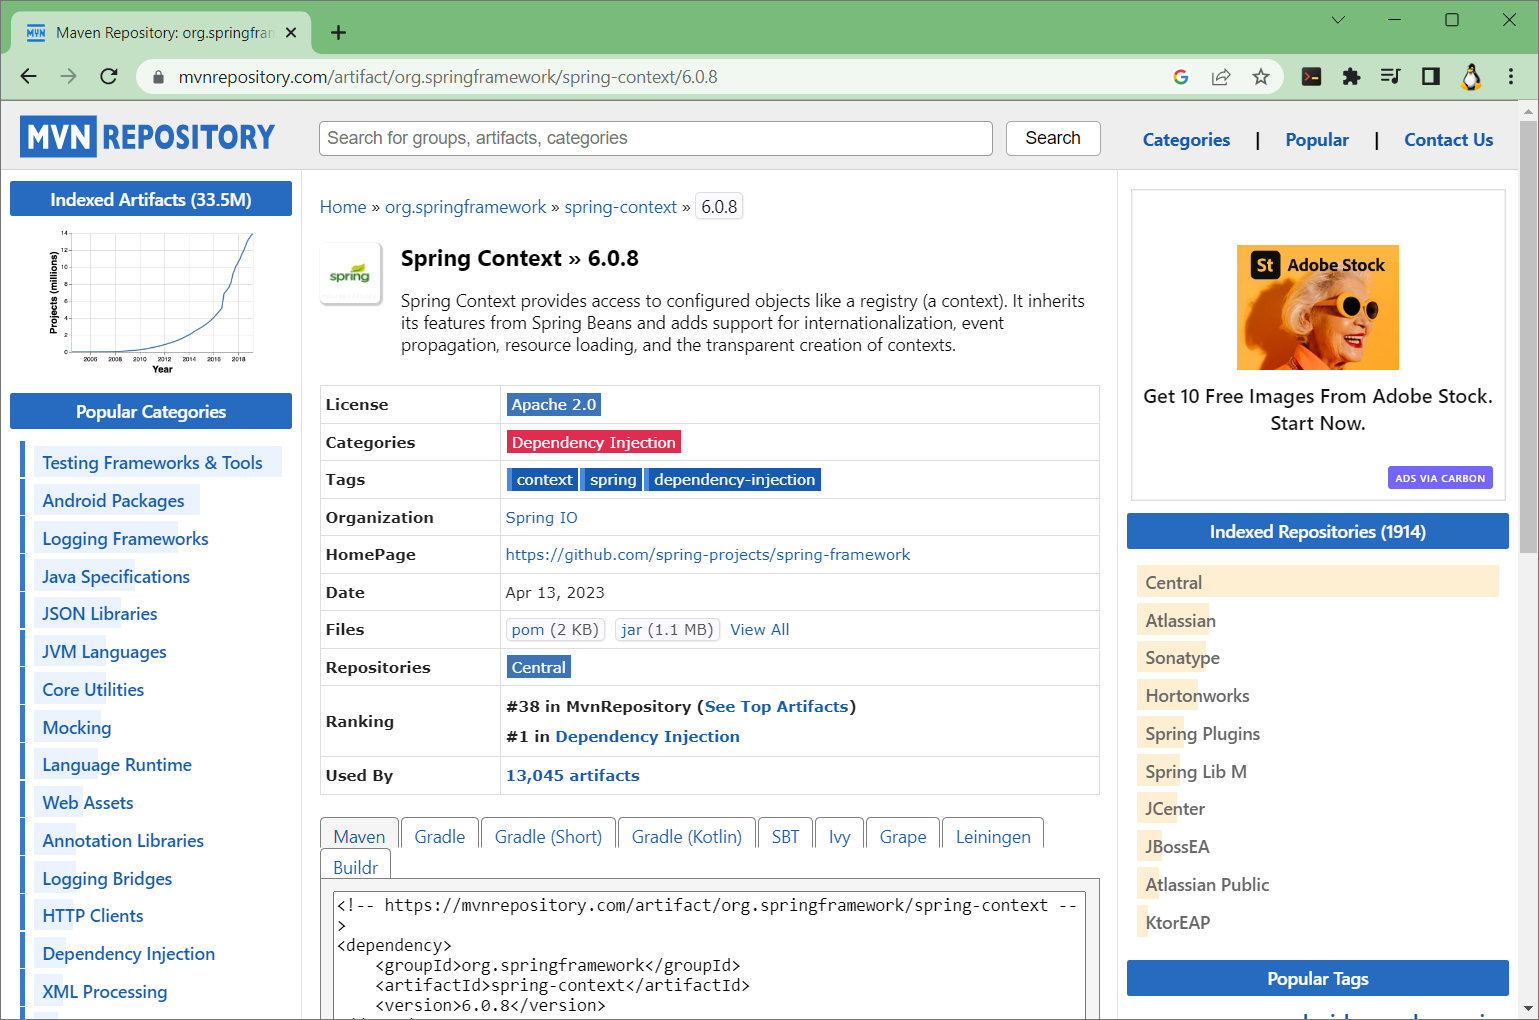 Maven Repository: org.springfram
mvnrepository.com/artifact/org.springframework/spring-context/6.0.8
MVN REPOSITORY
Search for groups, artifacts, categories
Search
Categories | Popular | Contact Us
Indexed Artifacts (33.5M)
Projects (millions)
14
12
10
8
6
4
2
0
2006 2008 2010 2012 2014 2016 2018
Year
Popular Categories
Testing Frameworks & Tools
Android Packages
Logging Frameworks
Java Specifications
JSON Libraries
JVM Languages
Core Utilities
Mocking
Language Runtime
Web Assets
Annotation Libraries
Logging Bridges
HTTP Clients
Dependency Injection
XML Processing
Home » org.springframework » spring-context » 6.0.8
spring
Spring Context » 6.0.8
Spring Context provides access to configured objects like a registry (a context). It inherits
its features from Spring Beans and adds support for internationalization, event
propagation, resource loading, and the transparent creation of contexts.
License Apache 2.0
Categories Dependency Injection
Tags context spring dependency-injection
Organization Spring IO
HomePage https://github.com/spring-projects/spring-framework
Date Apr 13, 2023
Files pom (2 KB) jar (1.1 MB) View All
Repositories Central
Ranking #38 in MvnRepository (See Top Artifacts)
#1 in Dependency Injection
Used By 13,045 artifacts
Maven Gradle Gradle (Short) Gradle (Kotlin) SBT Ivy Grape Leiningen
Buildr
<!-- https://mvnrepository.com/artifact/org.springframework/spring-context --
>
<dependency>
<groupId>org.springframework</groupId>
<artifactId>spring-context</artifactId>
<version>6.0.8</version>
St Adobe Stock
Get 10 Free Images From Adobe Stock.
Start Now.
ADS VIA CARBON
Indexed Repositories (1914)
Central
Atlassian
Sonatype
Hortonworks
Spring Plugins
Spring Lib M
JCenter
JBossEA
Atlassian Public
KtorEAP
Popular Tags